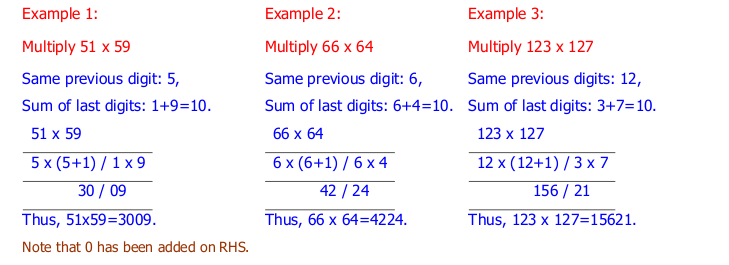 Example 1:
Multiply 51 x 59
Same previous digit: 5,
Sum of last digits: 1+9=10.
51 x 59
5 x (5+1) / 1 x 9
30 / 09
Thus, 51x59=3009.
Note that 0 has been added on RHS.
Example 2:
Multiply 66 x 64
Same previous digit: 6,
Sum of last digits: 6+4=10.
66 x 64
6 x (6+1) / 6 x 4
42 / 24
Thus, 66 x 64=4224.
Example 3:
Multiply 123 x 127
Same previous digit: 12,
Sum of last digits: 3+7=10.
123 x 127
12 x (12+1) / 3 x 7
156 / 21
Thus, 123 x 127=15621.